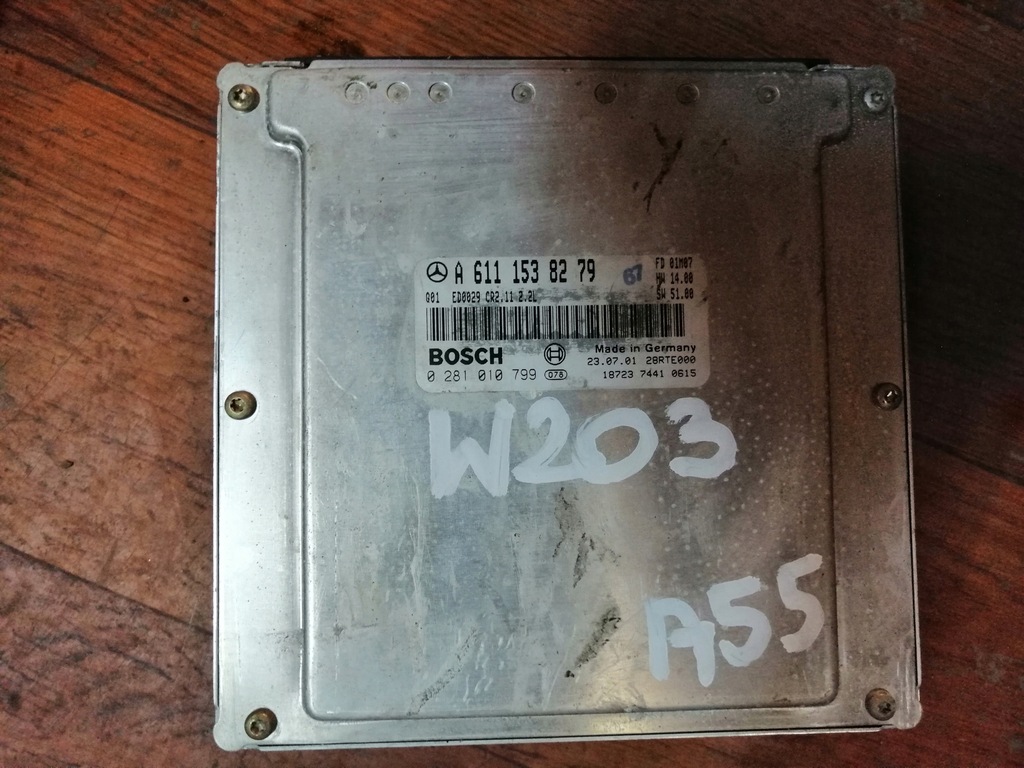 A 611 153 82 79 67
FD 01M07
HW 14.00
Q01 ED0029 CR2.11 2.2L
SW 51.00
BOSCH
Made in Germany
23.07.01 28RTE000
0 281 010 799 078
18723 7441 0615
W203
A55